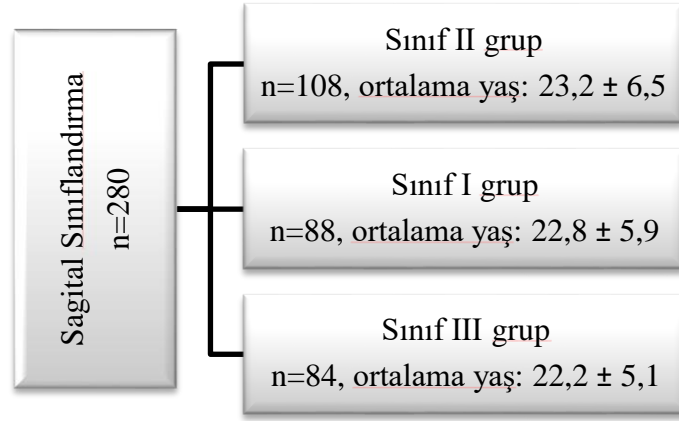 Sagital Sınıflandırma
n=280
Sınıf II grup
n=108, ortalama yaş: 23,2 ± 6,5
Sınıf I grup
n=88, ortalama yaş: 22,8 ± 5,9
Sınıf III grup
n=84, ortalama yaş: 22,2 ± 5,1